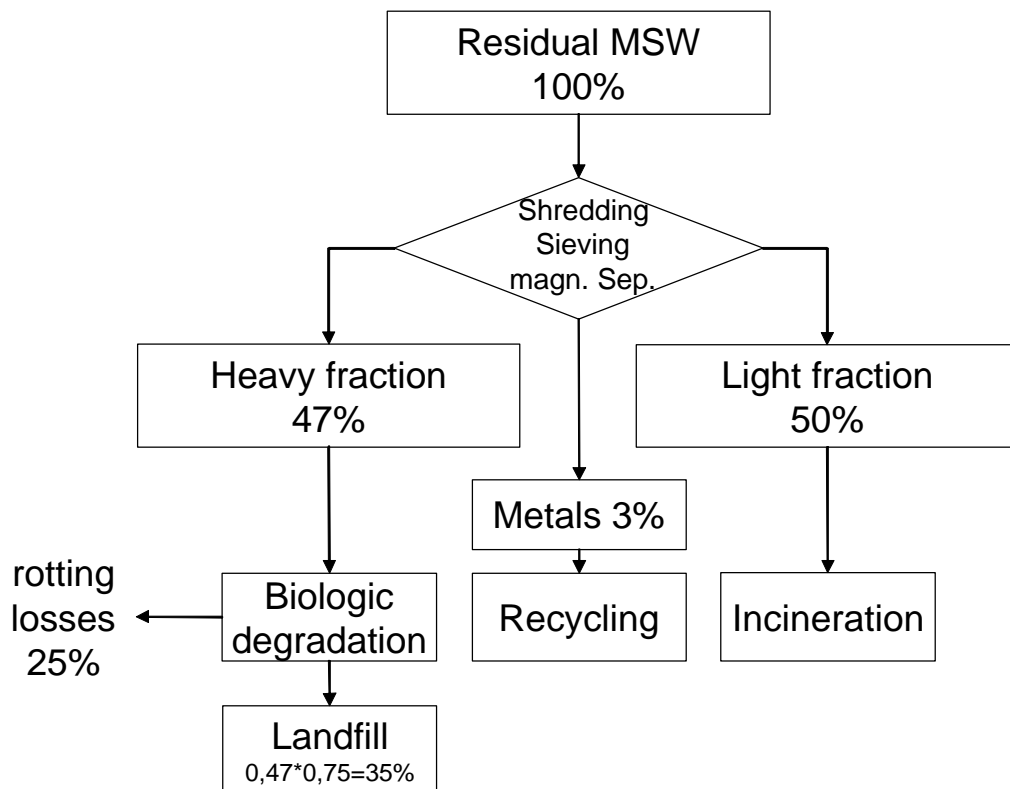 Residual MSW
100%
Shredding
Sieving
magn. Sep.
Heavy fraction
47%
Light fraction
50%
Metals 3%
rotting
losses
25%
Biologic
degradation
Recycling
Incineration
Landfill
0,47*0,75=35%